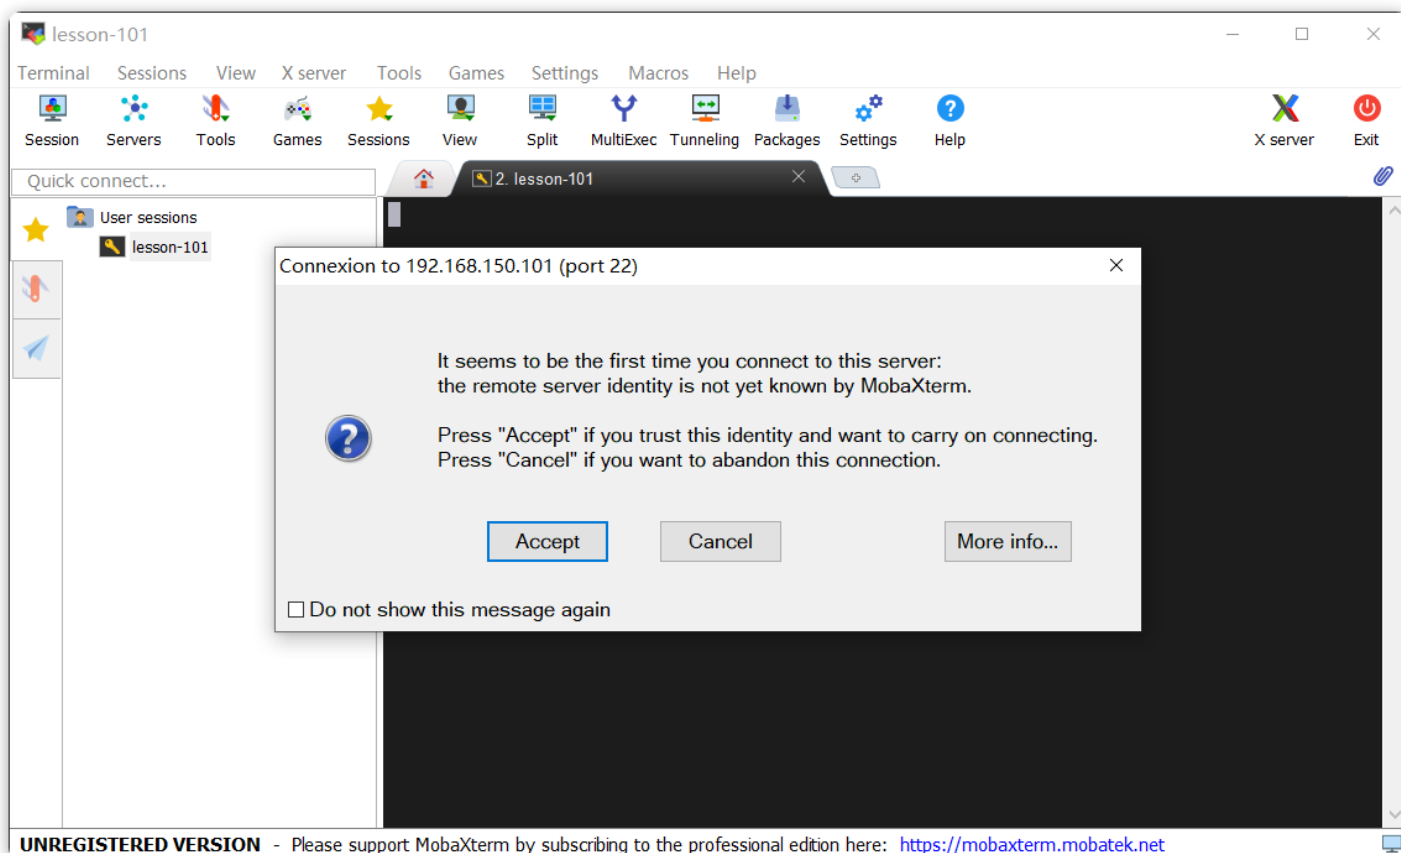 lesson-101
Terminal Sessions View X server Tools Games Settings Macros Help
Session Servers Tools Games Sessions View Split MultiExec Tunneling Packages Settings Help X server Exit
Quick connect...
2. lesson-101
User sessions
lesson-101
Connexion to 192.168.150.101 (port 22)
It seems to be the first time you connect to this server:
the remote server identity is not yet known by MobaXterm.
Press "Accept" if you trust this identity and want to carry on connecting.
Press "Cancel" if you want to abandon this connection.
Accept Cancel More info...
Do not show this message again
UNREGISTERED VERSION - Please support MobaXterm by subscribing to the professional edition here: https://mobaxterm.mobatek.net